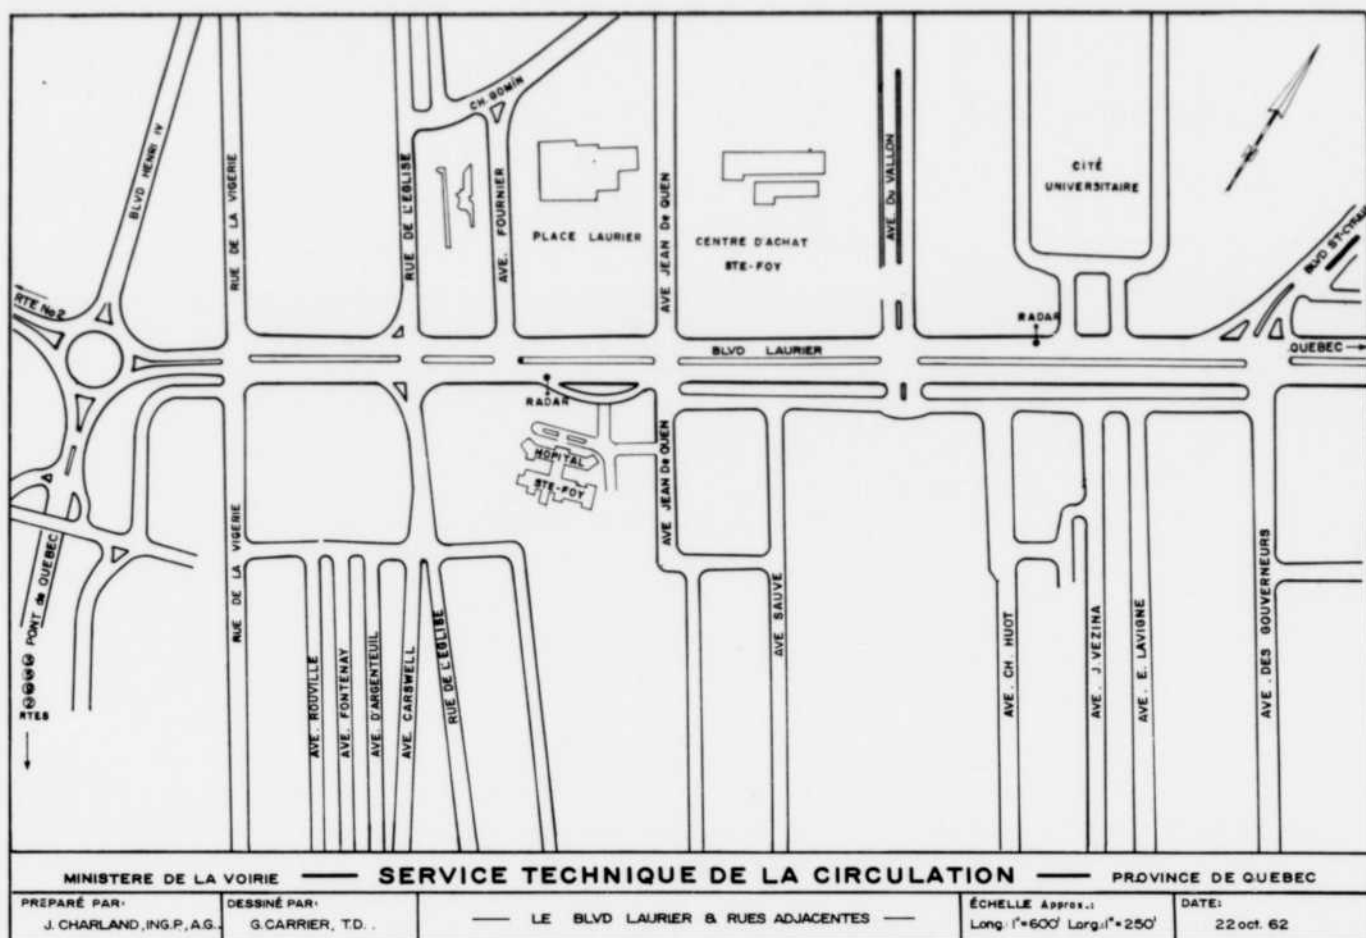 CH. GOMIN
BLVD HENRI IV
RUE DE LA VIGERIE
RUE DE L'EGLISE
AVE. FOURNIER
PLACE LAURIER
AVE JEAN De QUEN
CENTRE D'ACHAT
STE-FOY
AVE. Du VALLON
CITÉ
UNIVERSITAIRE
BLVD ST-CYRILLE
RTE No 2
RADAR
BLVD LAURIER
QUEBEC
RADAR
HOPITAL
STE-FOY
AVE JEAN De QUEN
RUE DE LA VIGERIE
PONT de QUEBEC
RTES
AVE. ROUVILLE
AVE. FONTENAY
AVE. D'ARGENTEUIL
AVE. CARSWELL
RUE DE L'EGLISE
AVE SAUVE
AVE. CH. HUOT
AVE. J. VEZINA
AVE. E. LAVIGNE
AVE. DES GOUVERNEURS
MINISTERE DE LA VOIRIE — SERVICE TECHNIQUE DE LA CIRCULATION — PROVINCE DE QUEBEC
PRÉPARÉ PAR:
J. CHARLAND, ING.P., A.G.
DESSINÉ PAR:
G. CARRIER, T.D.
— LE BLVD LAURIER & RUES ADJACENTES —
ÉCHELLE Approx.:
Long.: 1"=600' Larg.: 1"=250'
DATE:
22 oct. 62